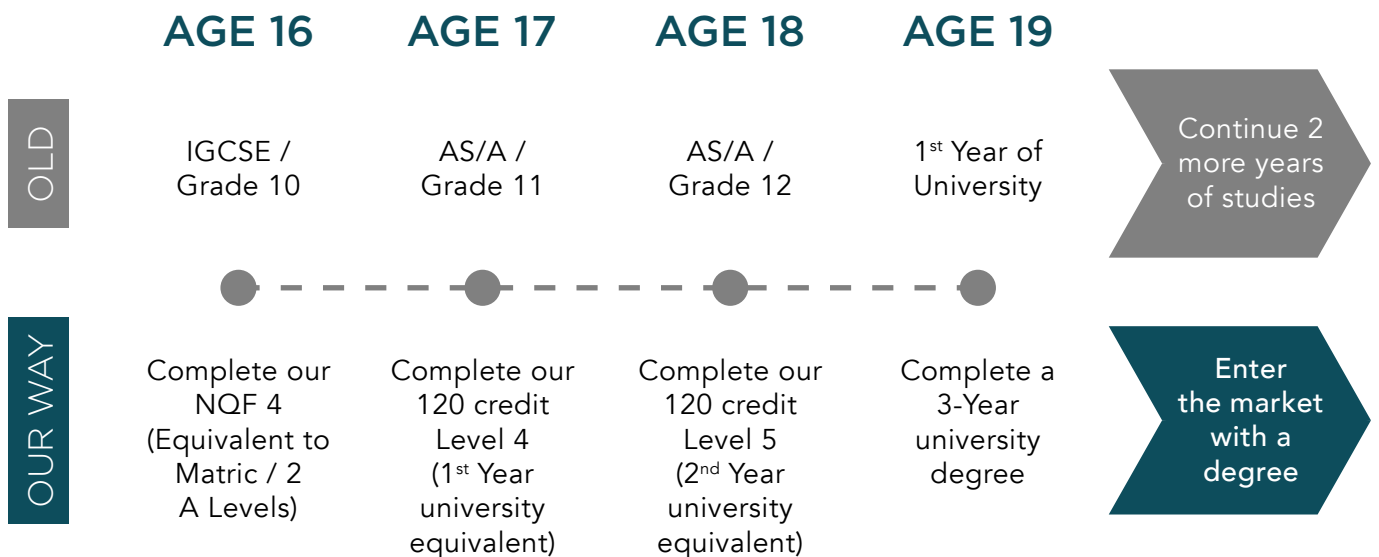 AGE 16
AGE 17
AGE 18
AGE 19
OLD
IGCSE /
Grade 10
AS/A /
Grade 11
AS/A /
Grade 12
1st Year of
University
Continue 2
more years
of studies
OUR WAY
Complete our
NQF 4
(Equivalent to
Matric / 2
A Levels)
Complete our
120 credit
Level 4
(1st Year
university
equivalent)
Complete our
120 credit
Level 5
(2nd Year
university
equivalent)
Complete a
3-Year
university
degree
Enter
the market
with a
degree